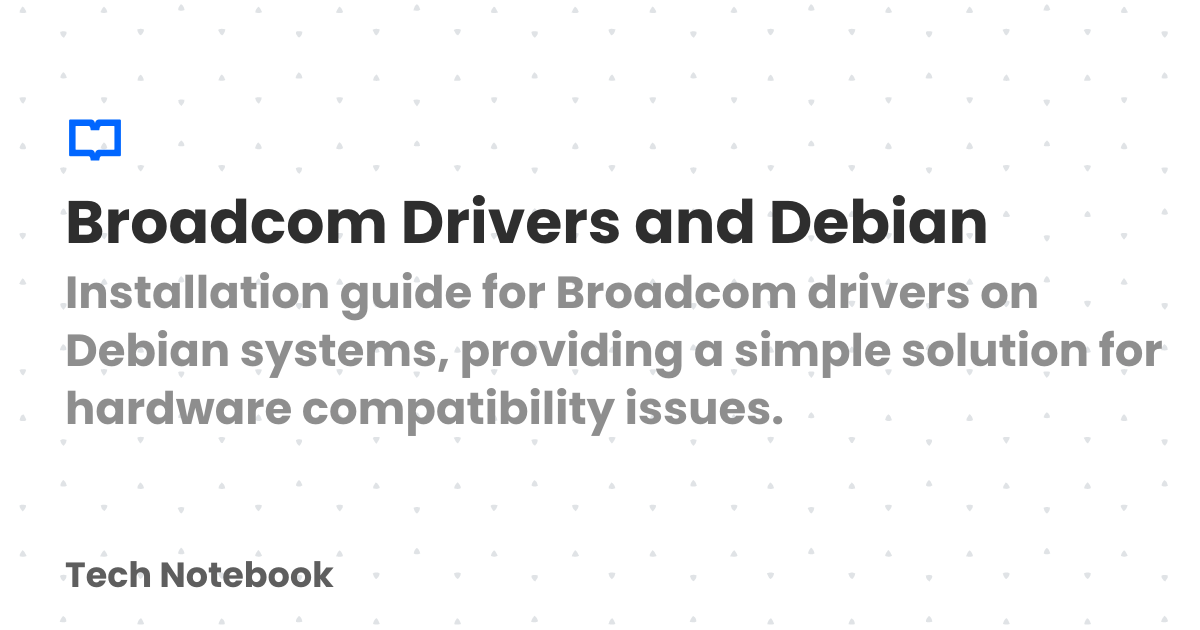 Broadcom Drivers and Debian
Installation guide for Broadcom drivers on
Debian systems, providing a simple solution for
hardware compatibility issues.
Tech Notebook